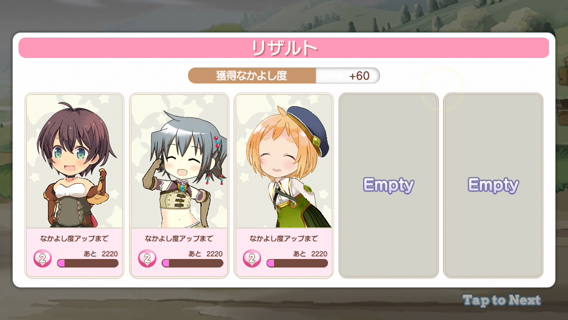 リザルト
獲得なかよし度 +60
なかよし度アップまで
2 あと 2220
なかよし度アップまで
2 あと 2220
なかよし度アップまで
2 あと 2220
Empty
Empty
Tap to Next